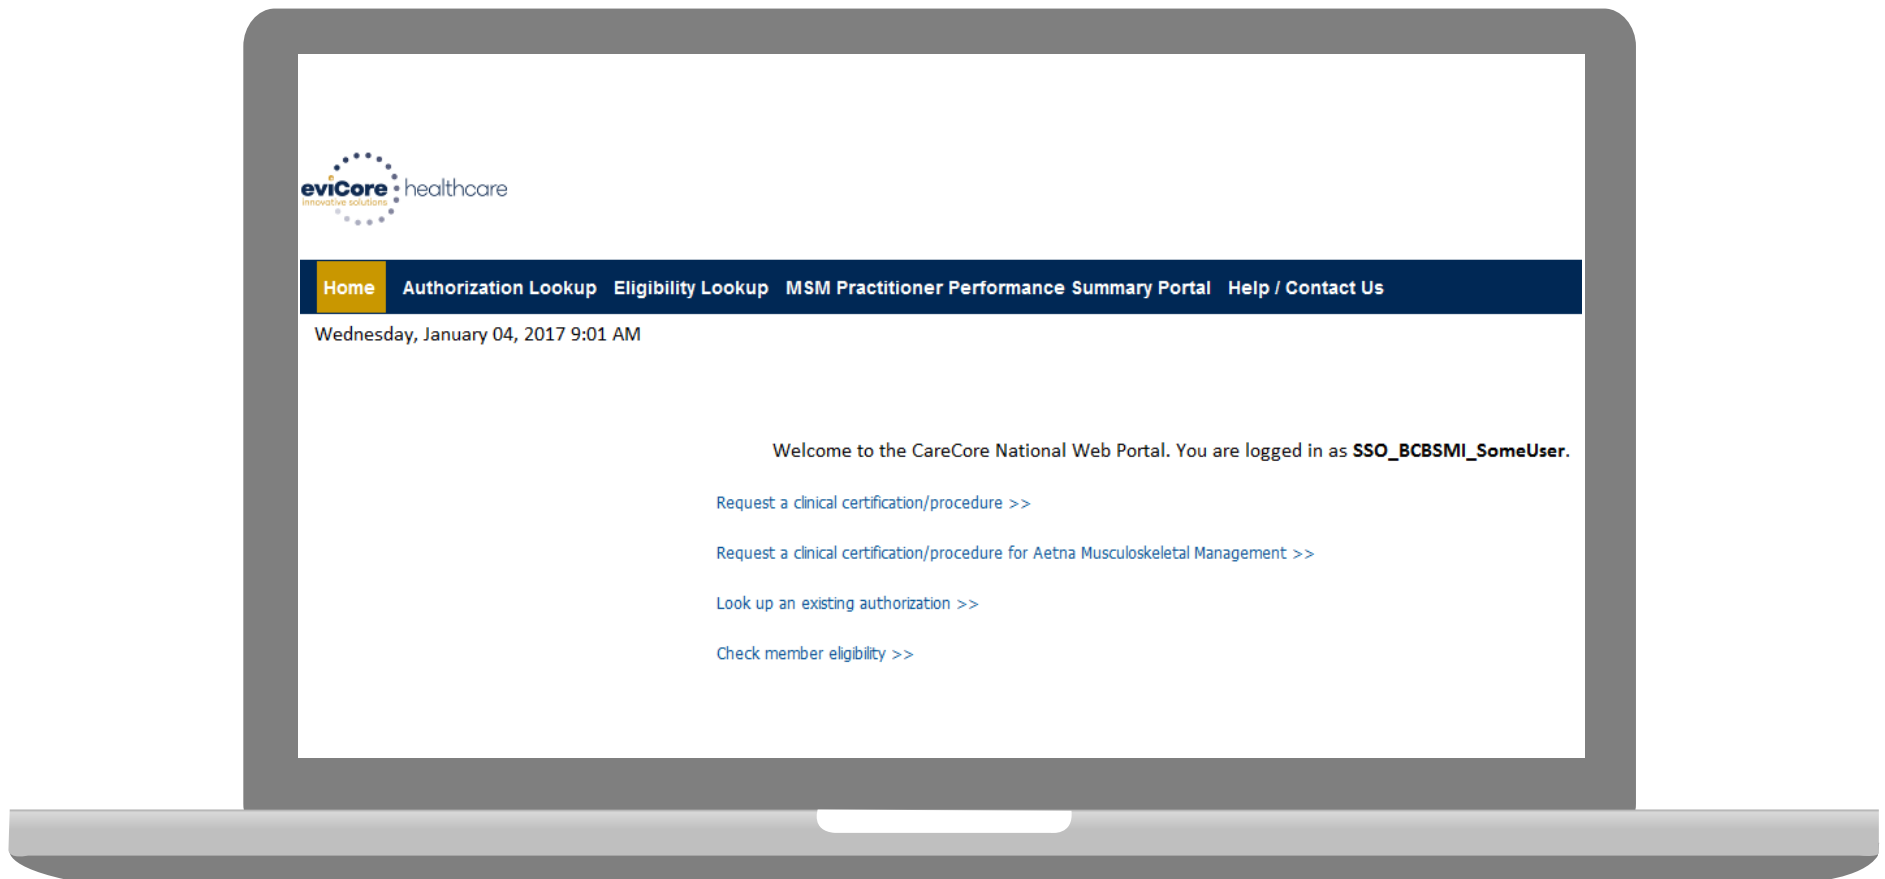 eviCore healthcare
innovative solutions
Home Authorization Lookup Eligibility Lookup MSM Practitioner Performance Summary Portal Help / Contact Us
Wednesday, January 04, 2017 9:01 AM
Welcome to the CareCore National Web Portal. You are logged in as SSO_BCBSMI_SomeUser.
Request a clinical certification/procedure >>
Request a clinical certification/procedure for Aetna Musculoskeletal Management >>
Look up an existing authorization >>
Check member eligibility >>